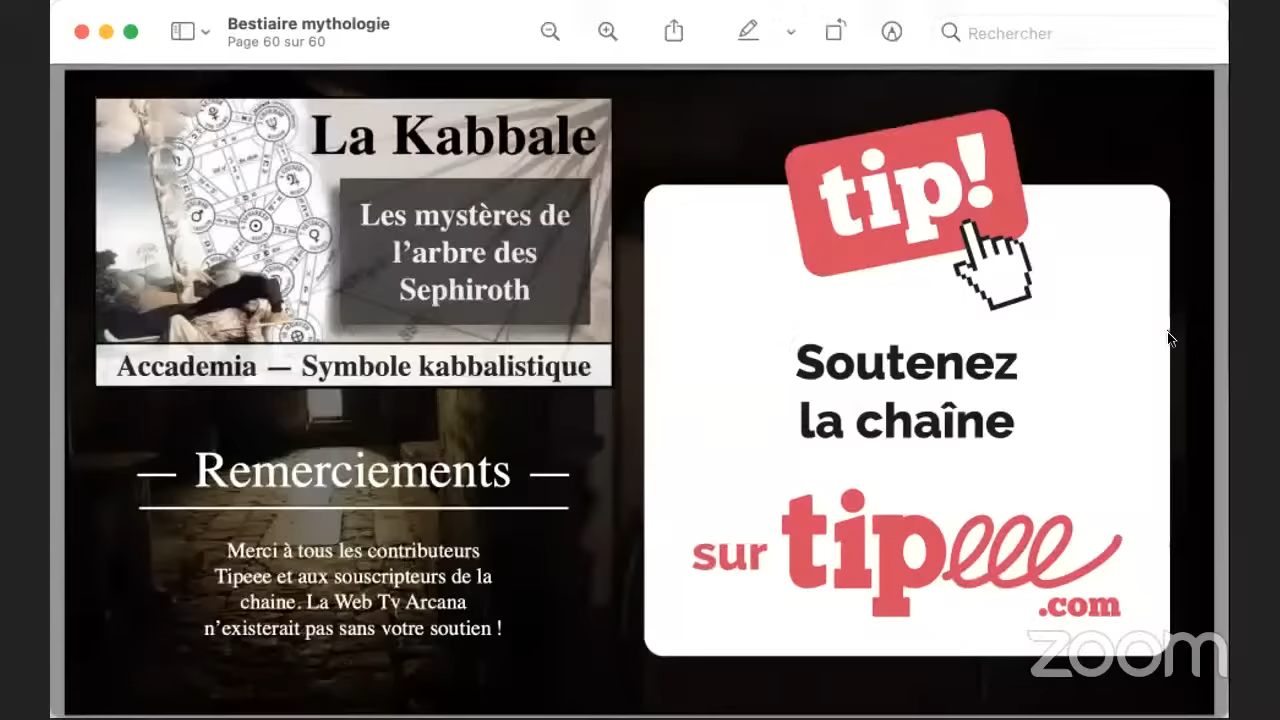 Bestiaire mythologie
Page 60 sur 60
Rechercher
La Kabbale
Les mystères de
l’arbre des
Sephiroth
Accademia — Symbole kabbalistique
— Remerciements —
Merci à tous les contributeurs
Tipeee et aux souscripteurs de la
chaine. La Web Tv Arcana
n’existerait pas sans votre soutien !
tip!
Soutenez
la chaîne
sur tipeee
.com
zoom